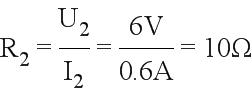 R₂ = U₂/I₂ = 6V/0.6A = 10Ω